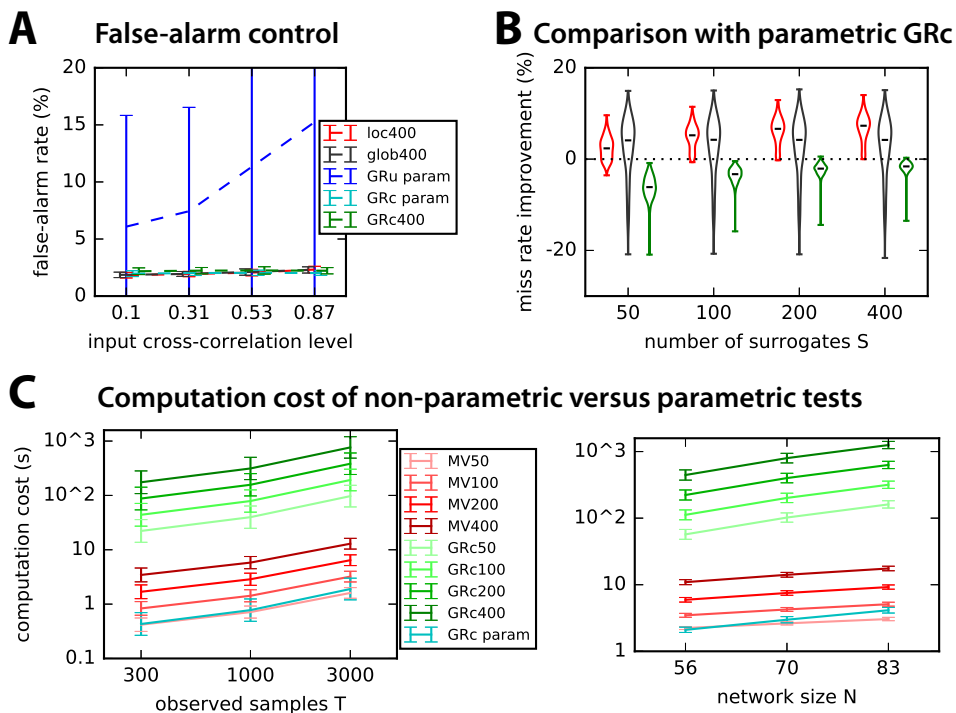 A
False-alarm control
false-alarm rate (%)
20
15
10
5
0
0.1 0.31 0.53 0.87
input cross-correlation level
loc400
glob400
GRu param
GRc param
GRc400
B
Comparison with parametric GRc
miss rate improvement (%)
20
0
-20
50 100 200 400
number of surrogates S
C
Computation cost of non-parametric versus parametric tests
computation cost (s)
10^3
10^2
10
1
0.1
300 1000 3000
observed samples T
MV50
MV100
MV200
MV400
GRc50
GRc100
GRc200
GRc400
GRc param
10^3
10^2
10
1
56 70 83
network size N